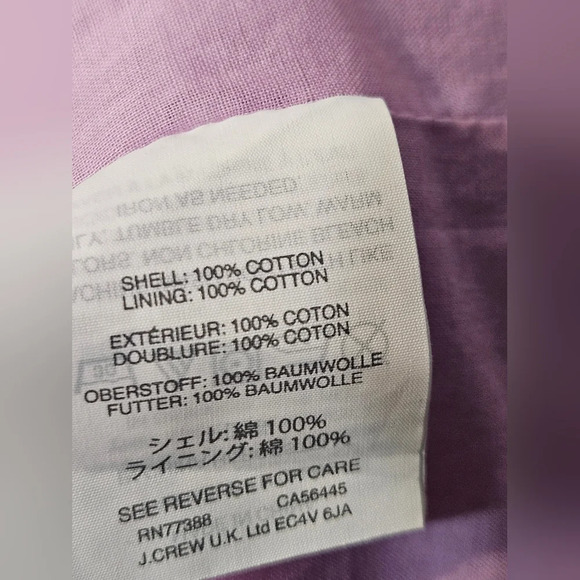 SHELL: 100% COTTON
LINING: 100% COTTON
EXTÉRIEUR: 100% COTON
DOUBLURE: 100% COTON
OBERSTOFF: 100% BAUMWOLLE
FUTTER: 100% BAUMWOLLE
シェル: 綿 100%
ライニング: 綿 100%
SEE REVERSE FOR CARE
RN77388 CA56445
J.CREW U.K. Ltd EC4V 6JA